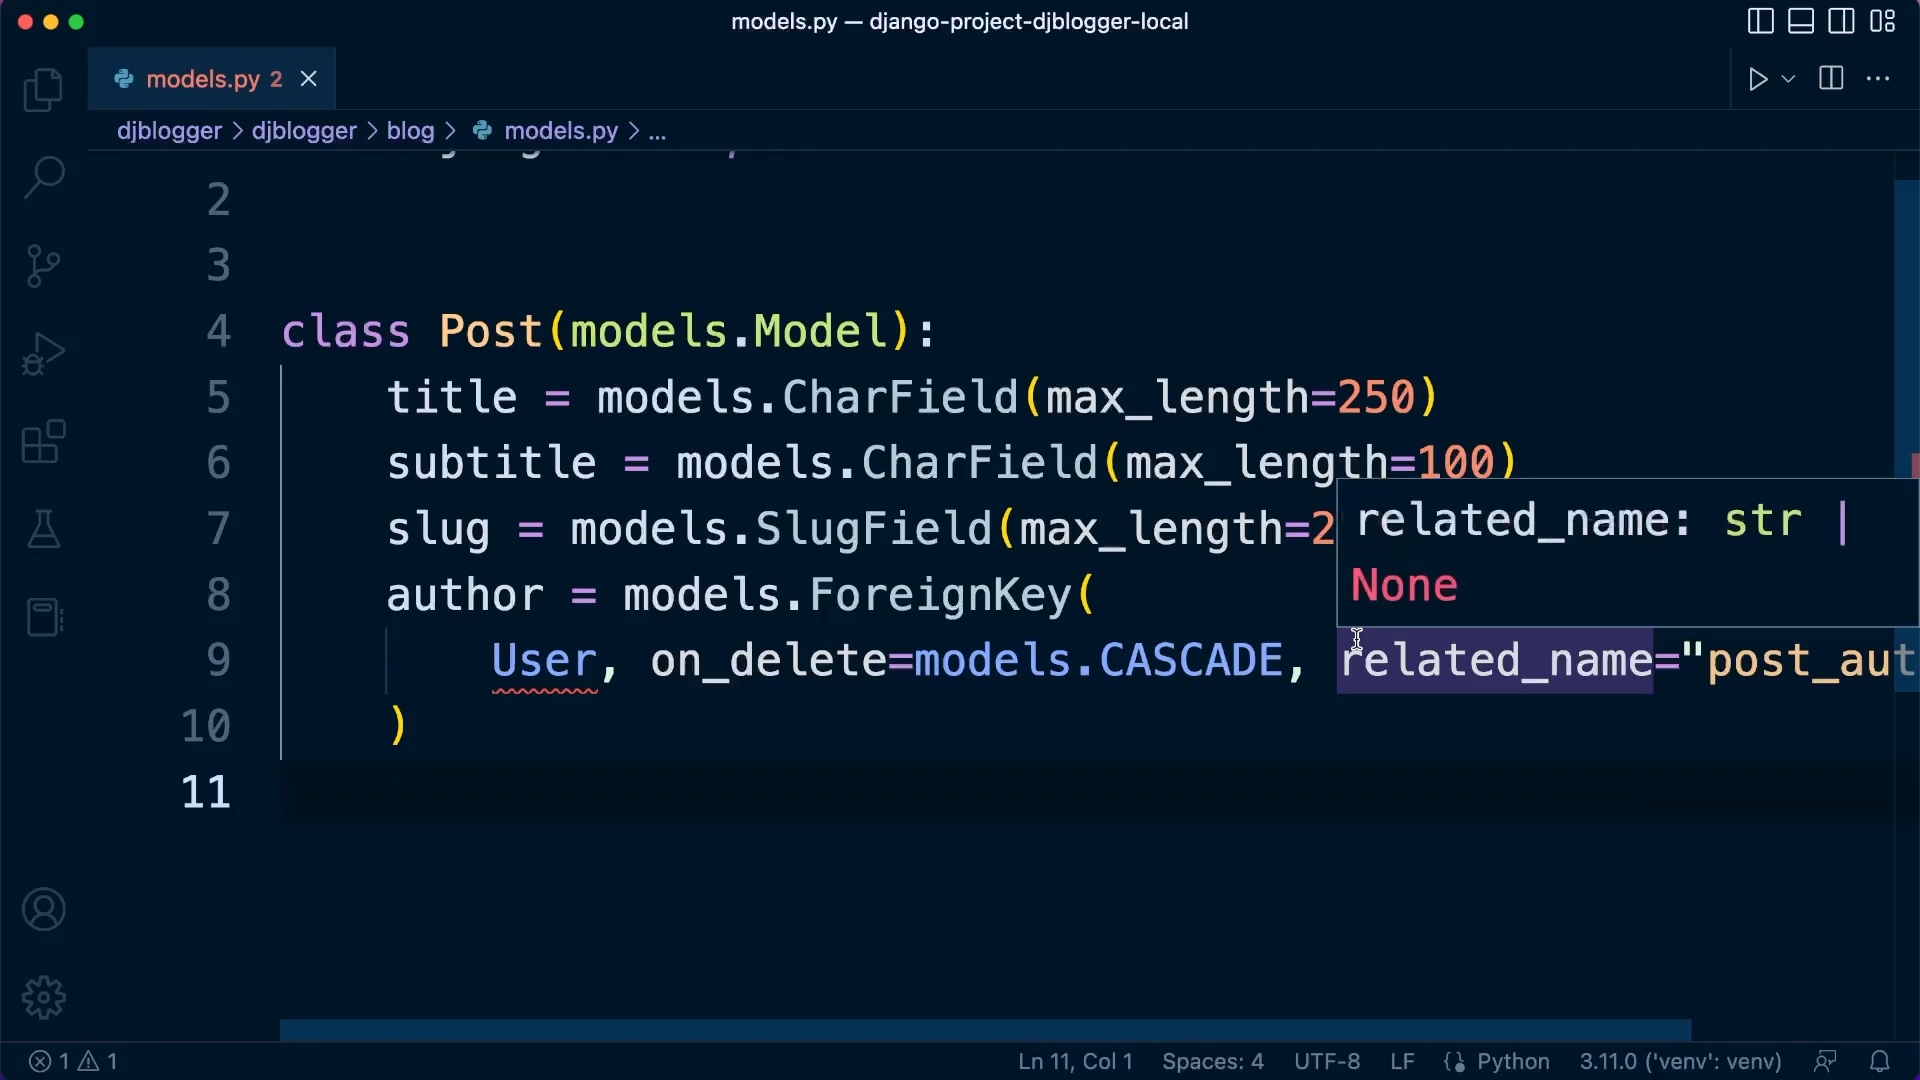 models.py — django-project-djblogger-local
models.py 2
djblogger > djblogger > blog > models.py > ...
2
3
4 class Post(models.Model):
5 title = models.CharField(max_length=250)
6 subtitle = models.CharField(max_length=100)
7 slug = models.SlugField(max_length=2
related_name: str |
None
8 author = models.ForeignKey(
9 User, on_delete=models.CASCADE, related_name="post_aut
10 )
11
1 1 Ln 11, Col 1 Spaces: 4 UTF-8 LF Python 3.11.0 ('venv': venv)